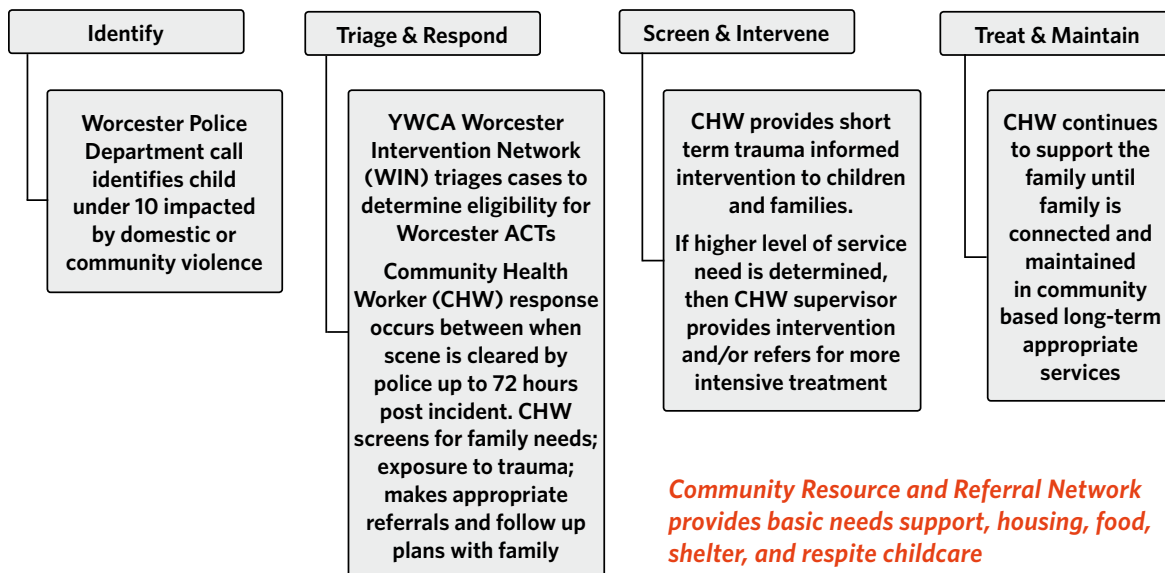 Identify
Worcester Police
Department call
identifies child
under 10 impacted
by domestic or
community violence
Triage & Respond
YWCA Worcester
Intervention Network
(WIN) triages cases to
determine eligibility for
Worcester ACTs
Community Health
Worker (CHW) response
occurs between when
scene is cleared by
police up to 72 hours
post incident. CHW
screens for family needs;
exposure to trauma;
makes appropriate
referrals and follow up
plans with family
Screen & Intervene
CHW provides short
term trauma informed
intervention to children
and families.
If higher level of service
need is determined,
then CHW supervisor
provides intervention
and/or refers for more
intensive treatment
Treat & Maintain
CHW continues
to support the
family until
family is
connected and
maintained
in community
based long-term
appropriate
services
Community Resource and Referral Network
provides basic needs support, housing, food,
shelter, and respite childcare